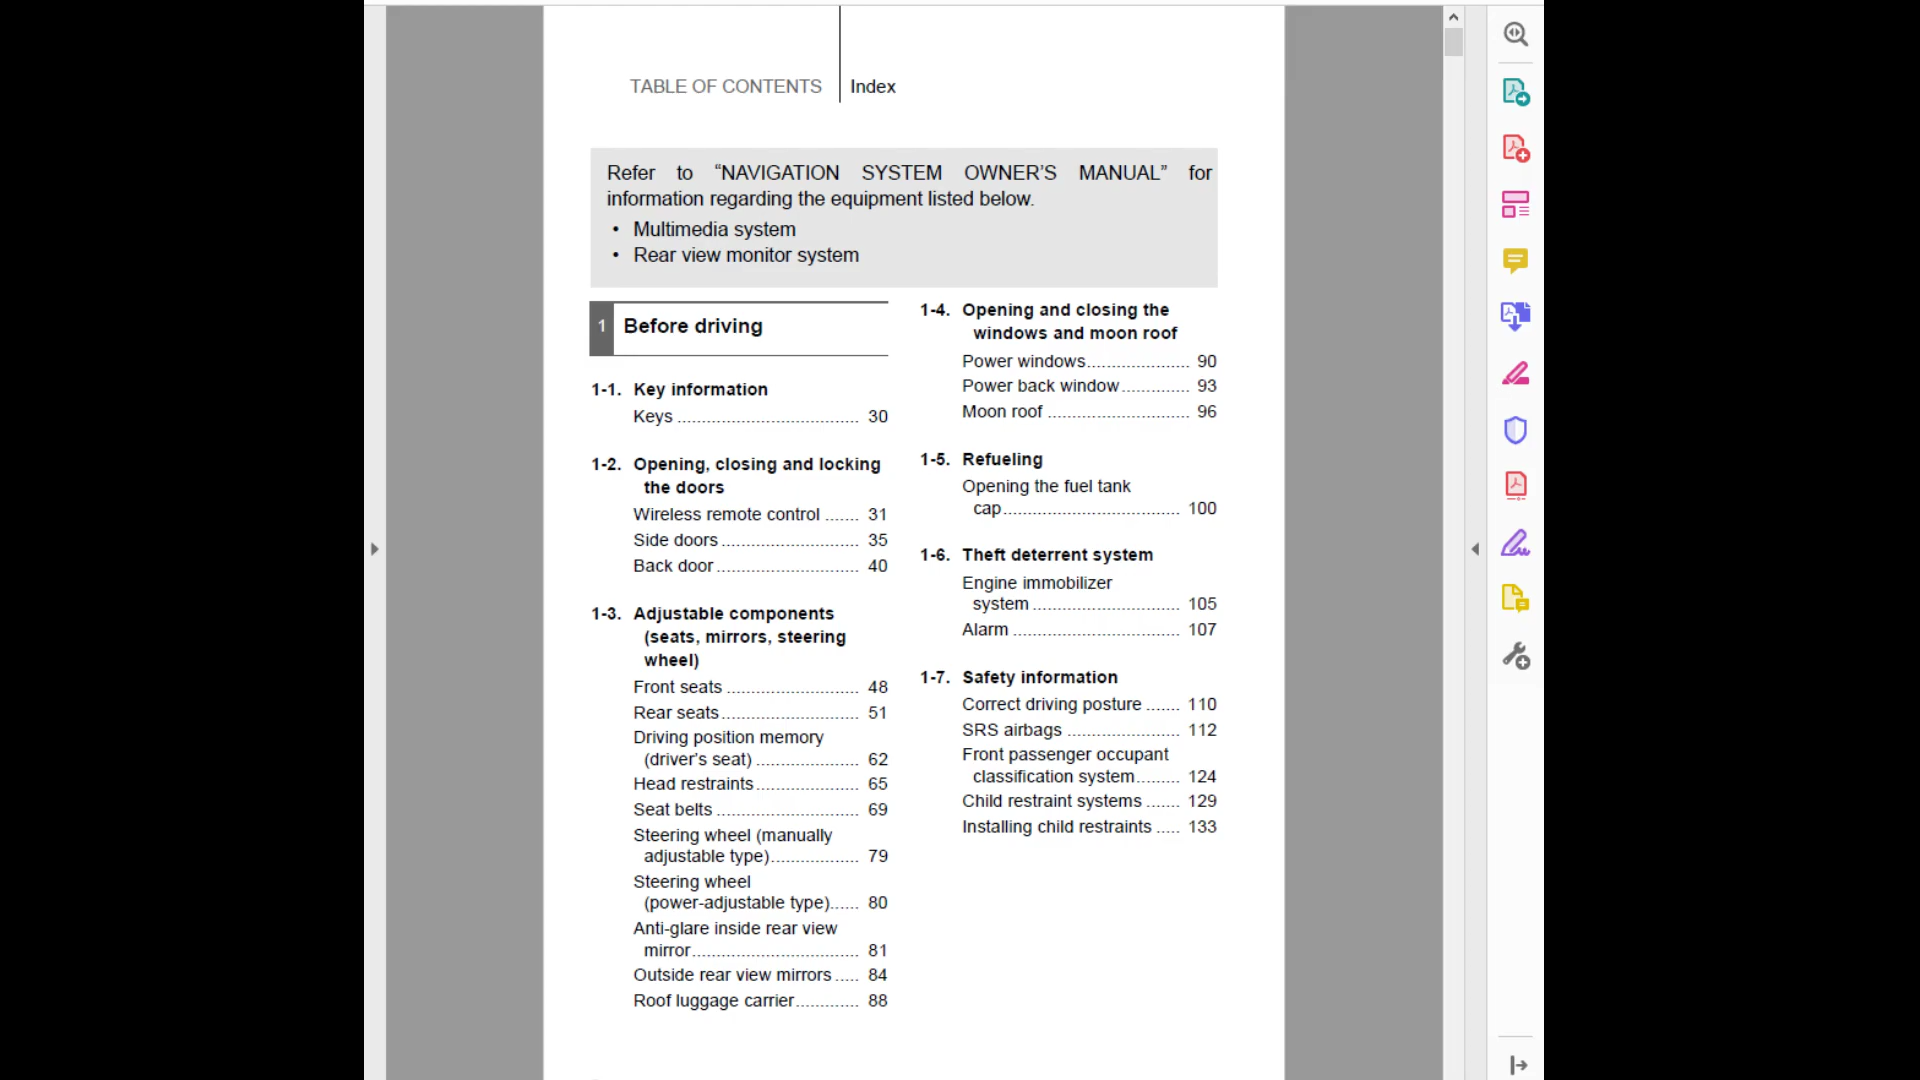 TABLE OF CONTENTS Index
Refer to “NAVIGATION SYSTEM OWNER’S MANUAL” for
information regarding the equipment listed below.
• Multimedia system
• Rear view monitor system
1 Before driving
1-1. Key information
Keys ..................................... 30
1-2. Opening, closing and locking
the doors
Wireless remote control ....... 31
Side doors ............................ 35
Back door ............................. 40
1-3. Adjustable components
(seats, mirrors, steering
wheel)
Front seats ........................... 48
Rear seats ............................ 51
Driving position memory
(driver’s seat) ..................... 62
Head restraints ..................... 65
Seat belts ............................. 69
Steering wheel (manually
adjustable type).................. 79
Steering wheel
(power-adjustable type)...... 80
Anti-glare inside rear view
mirror.................................. 81
Outside rear view mirrors ..... 84
Roof luggage carrier ............. 88
1-4. Opening and closing the
windows and moon roof
Power windows..................... 90
Power back window .............. 93
Moon roof ............................. 96
1-5. Refueling
Opening the fuel tank
cap.................................... 100
1-6. Theft deterrent system
Engine immobilizer
system .............................. 105
Alarm .................................. 107
1-7. Safety information
Correct driving posture ....... 110
SRS airbags ....................... 112
Front passenger occupant
classification system......... 124
Child restraint systems ....... 129
Installing child restraints ..... 133